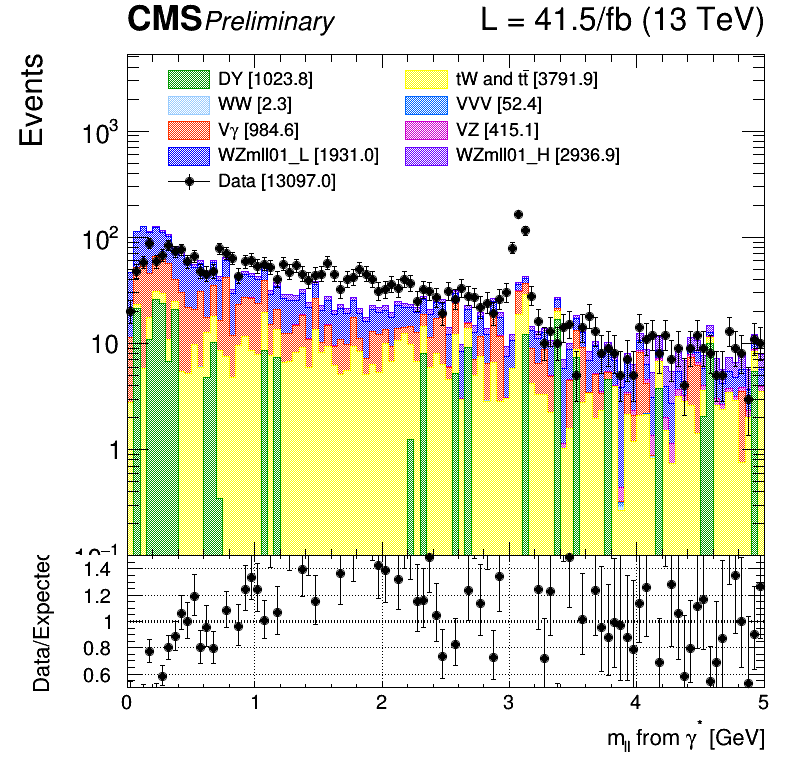 CMS Preliminary L = 41.5/fb (13 TeV)
Events
DY [1023.8] tW and tt̄ [3791.9]
WW [2.3] VVV [52.4]
Vγ [984.6] VZ [415.1]
WZmll01_L [1931.0] WZmll01_H [2936.9]
Data [13097.0]
10³
10²
10
1
10⁻¹
Data/Expected
1.4
1.2
1
0.8
0.6
0 1 2 3 4 5
m_ll from γ* [GeV]